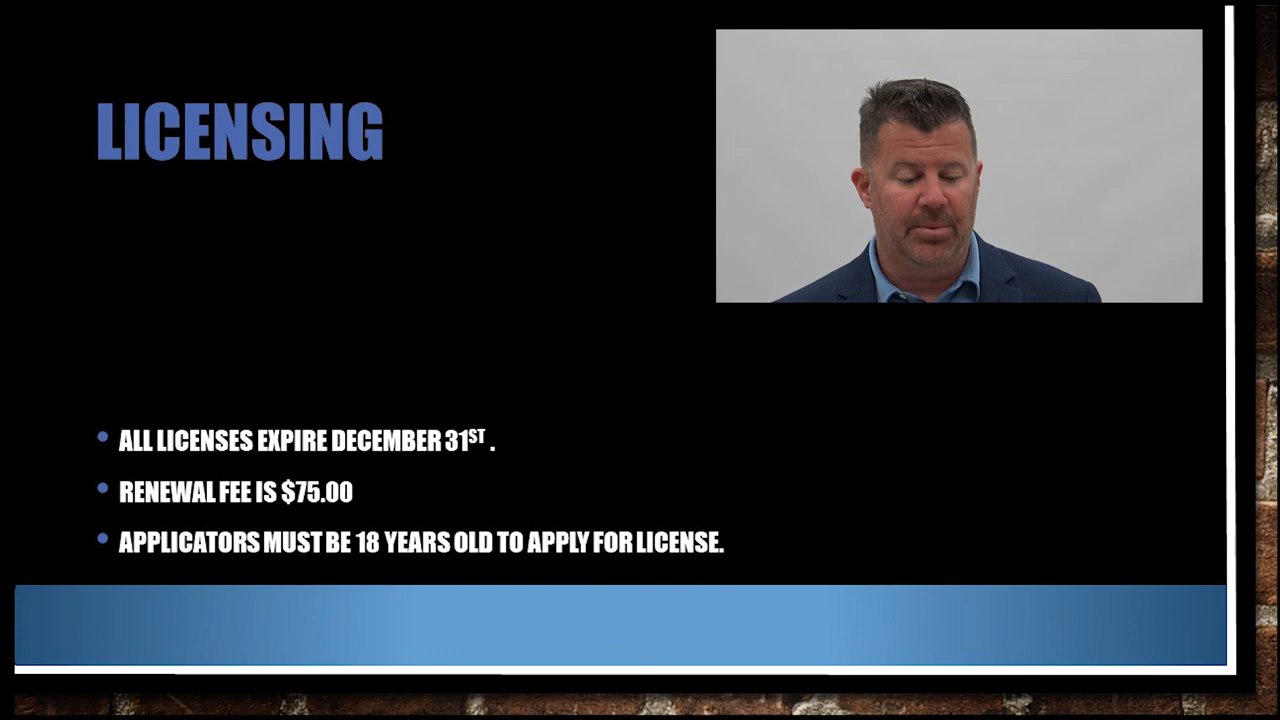 LICENSING
• ALL LICENSES EXPIRE DECEMBER 31ST .
• RENEWAL FEE IS $75.00
• APPLICATORS MUST BE 18 YEARS OLD TO APPLY FOR LICENSE.